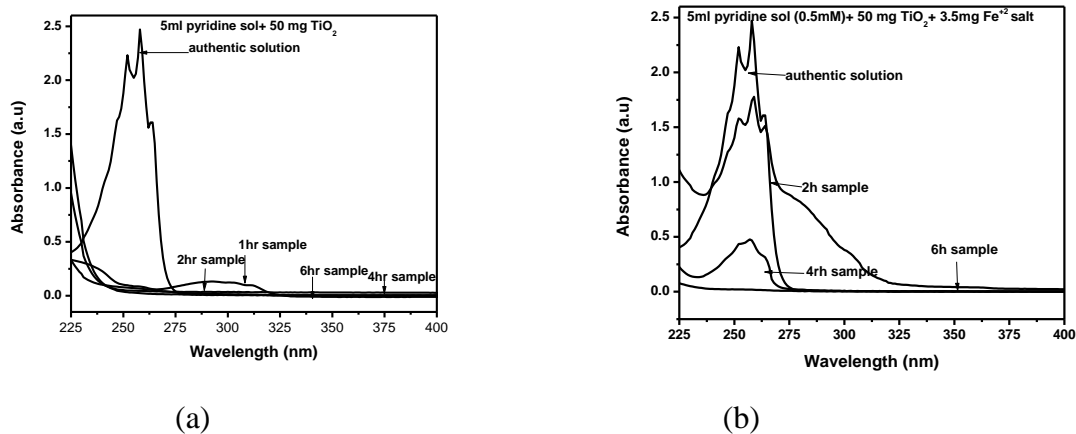 5ml pyridine sol+ 50 mg TiO2
authentic solution
2.5
2.0
1.5
1.0
0.5
0.0
Absorbance (a.u)
1hr sample
2hr sample
6hr sample
4hr sample
225 250 275 300 325 350 375 400
Wavelength (nm)
(a)
5ml pyridine sol (0.5mM)+ 50 mg TiO2+ 3.5mg Fe+2 salt
authentic solution
2.5
2.0
1.5
1.0
0.5
0.0
Absorbance (a.u)
2h sample
6h sample
4rh sample
225 250 275 300 325 350 375 400
Wavelength (nm)
(b)